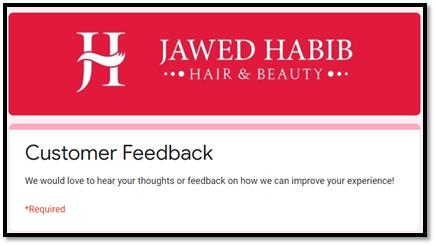 JAWED HABIB
•••HAIR & BEAUTY•••
Customer Feedback
We would love to hear your thoughts or feedback on how we can improve your experience!
*Required